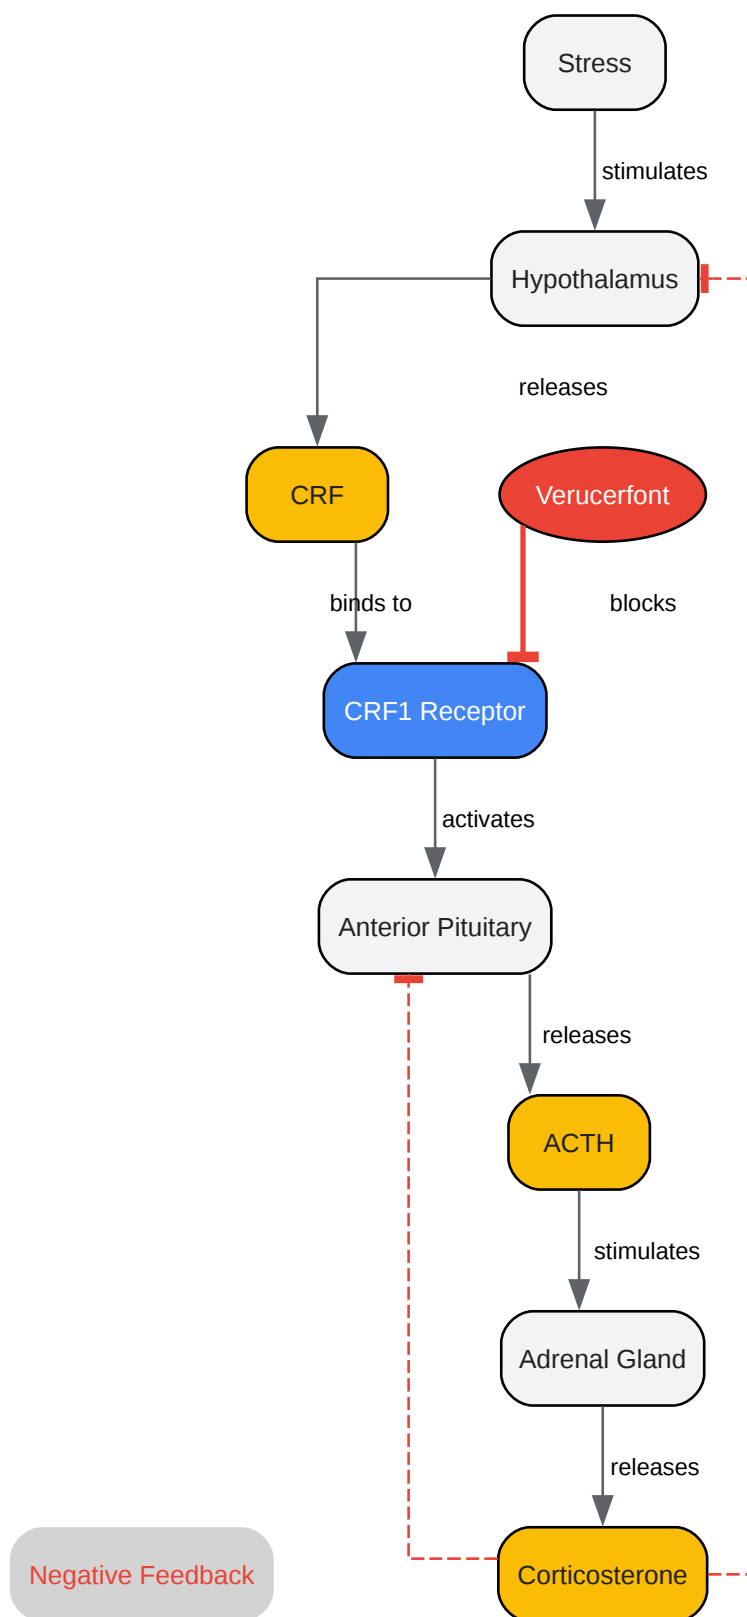 Stress
stimulates
Hypothalamus
releases
CRF
Verucerfont
binds to
blocks
CRF1 Receptor
activates
Anterior Pituitary
releases
ACTH
stimulates
Adrenal Gland
releases
Negative Feedback
Corticosterone